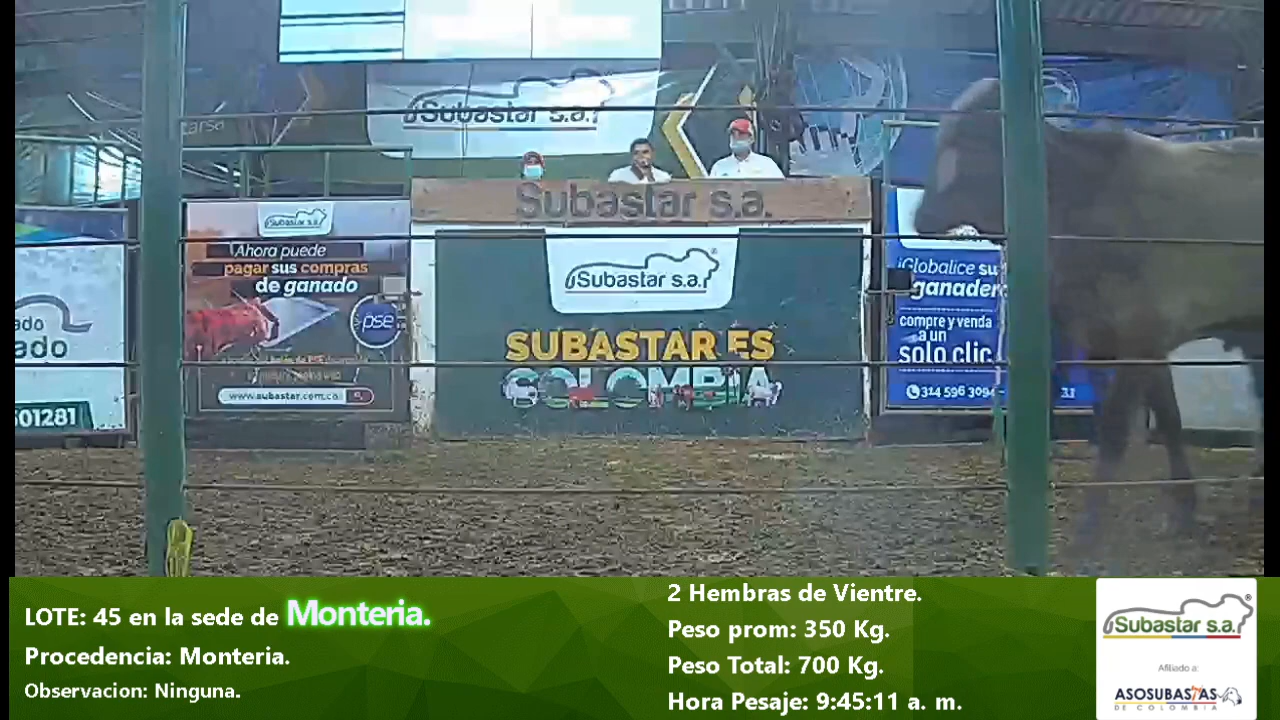 Subastar s.a.
Subastar s.a.
Subastar s.a.
Ahora puede
pagar sus compras
de ganado
pse
www.subastar.com.co
ado
ado
501281
Subastar s.a.®
SUBASTAR ES
COLOMBIA
¡Globalice su
ganader
compre y venda
a un
solo clic
314 596 3094
31
LOTE: 45 en la sede de Monteria.
Procedencia: Monteria.
Observacion: Ninguna.
2 Hembras de Vientre.
Peso prom: 350 Kg.
Peso Total: 700 Kg.
Hora Pesaje: 9:45:11 a. m.
Subastar s.a.®
Afiliado a:
ASOSUBASTAS
DE COLOMBIA